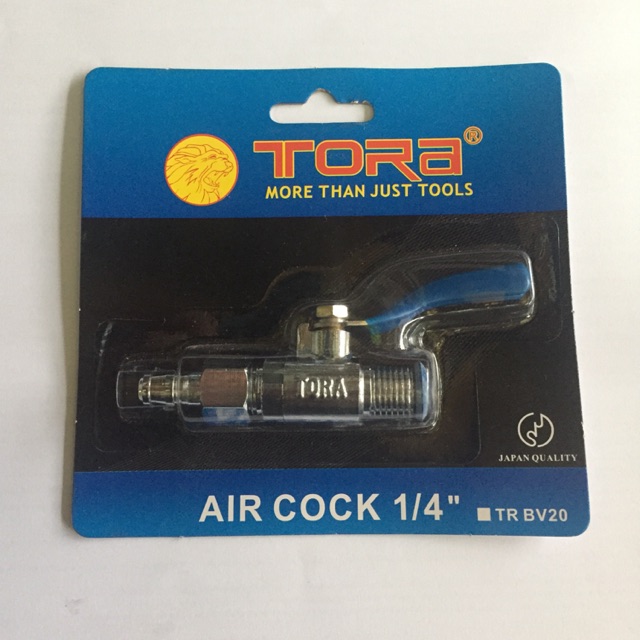 TORA®
MORE THAN JUST TOOLS
TORA
JAPAN QUALITY
AIR COCK 1/4" ■ TR BV20